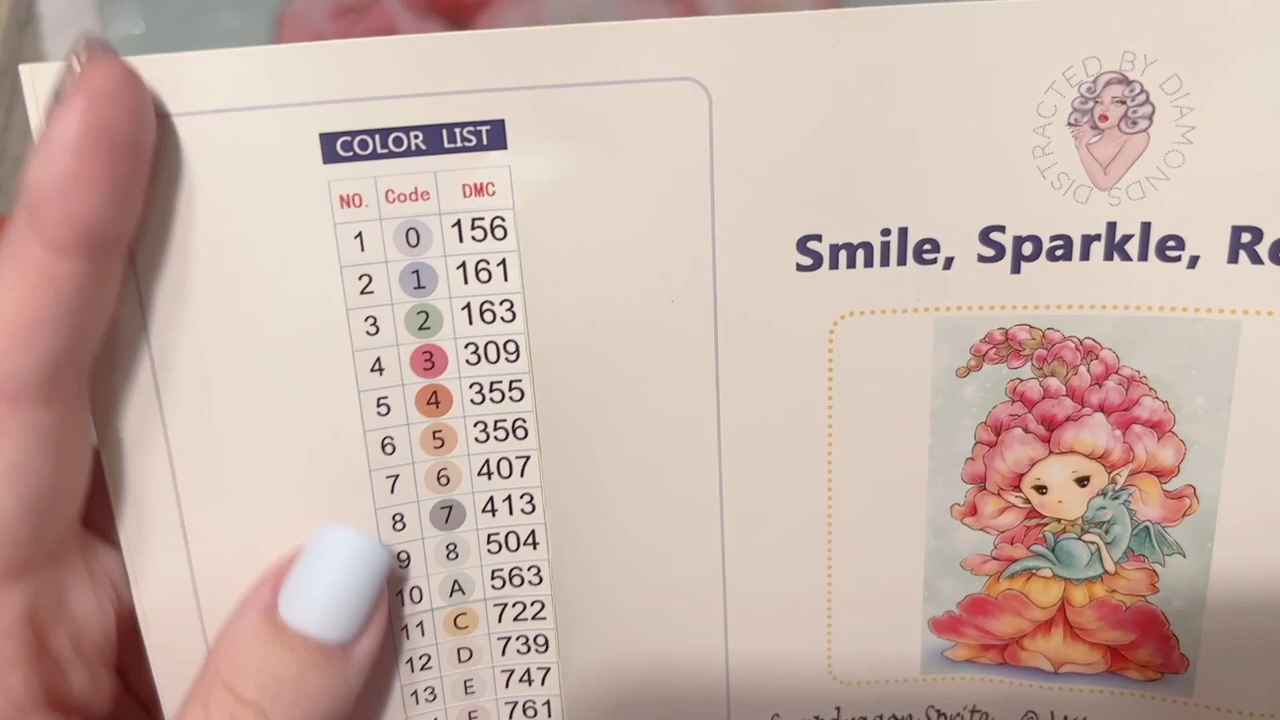 COLOR LIST
NO. Code DMC
1 0 156
2 1 161
3 2 163
4 3 309
5 4 355
6 5 356
7 6 407
8 7 413
9 8 504
10 A 563
11 C 722
12 D 739
13 E 747
F 761
DISTRACTED BY DIAMONDS
Smile, Sparkle, Re